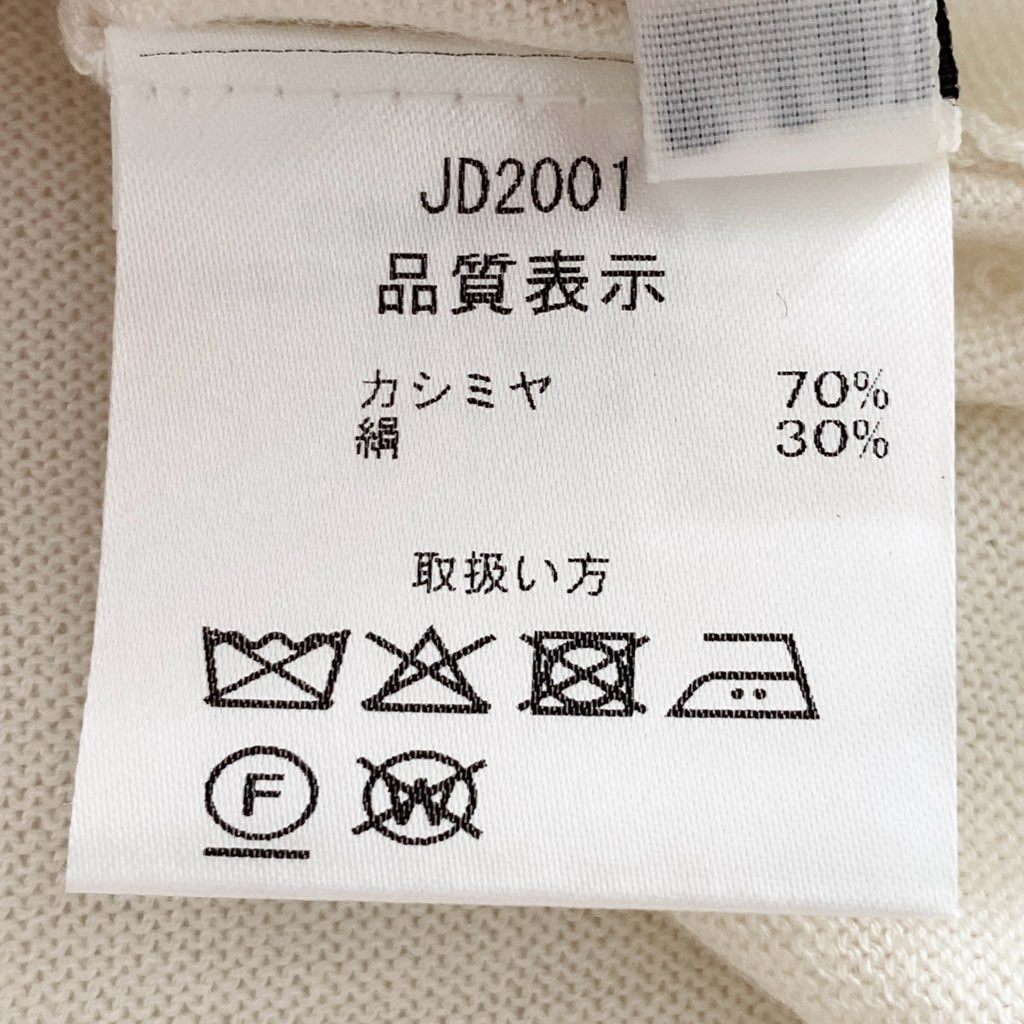 JD2001
品質表示
カシミヤ 70%
絹 30%
取扱い方
F W